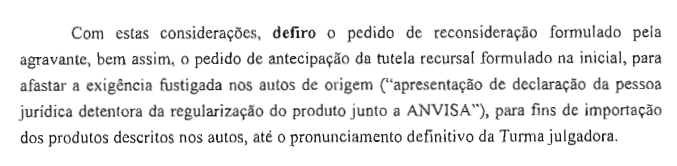 Com estas considerações, defiro o pedido de reconsideração formulado pela
agravante, bem assim, o pedido de antecipação da tutela recursal formulado na inicial, para
afastar a exigência fustigada nos autos de origem (“apresentação de declaração da pessoa
jurídica detentora da regularização do produto junto a ANVISA”), para fins de importação
dos produtos descritos nos autos, até o pronunciamento definitivo da Turma julgadora.